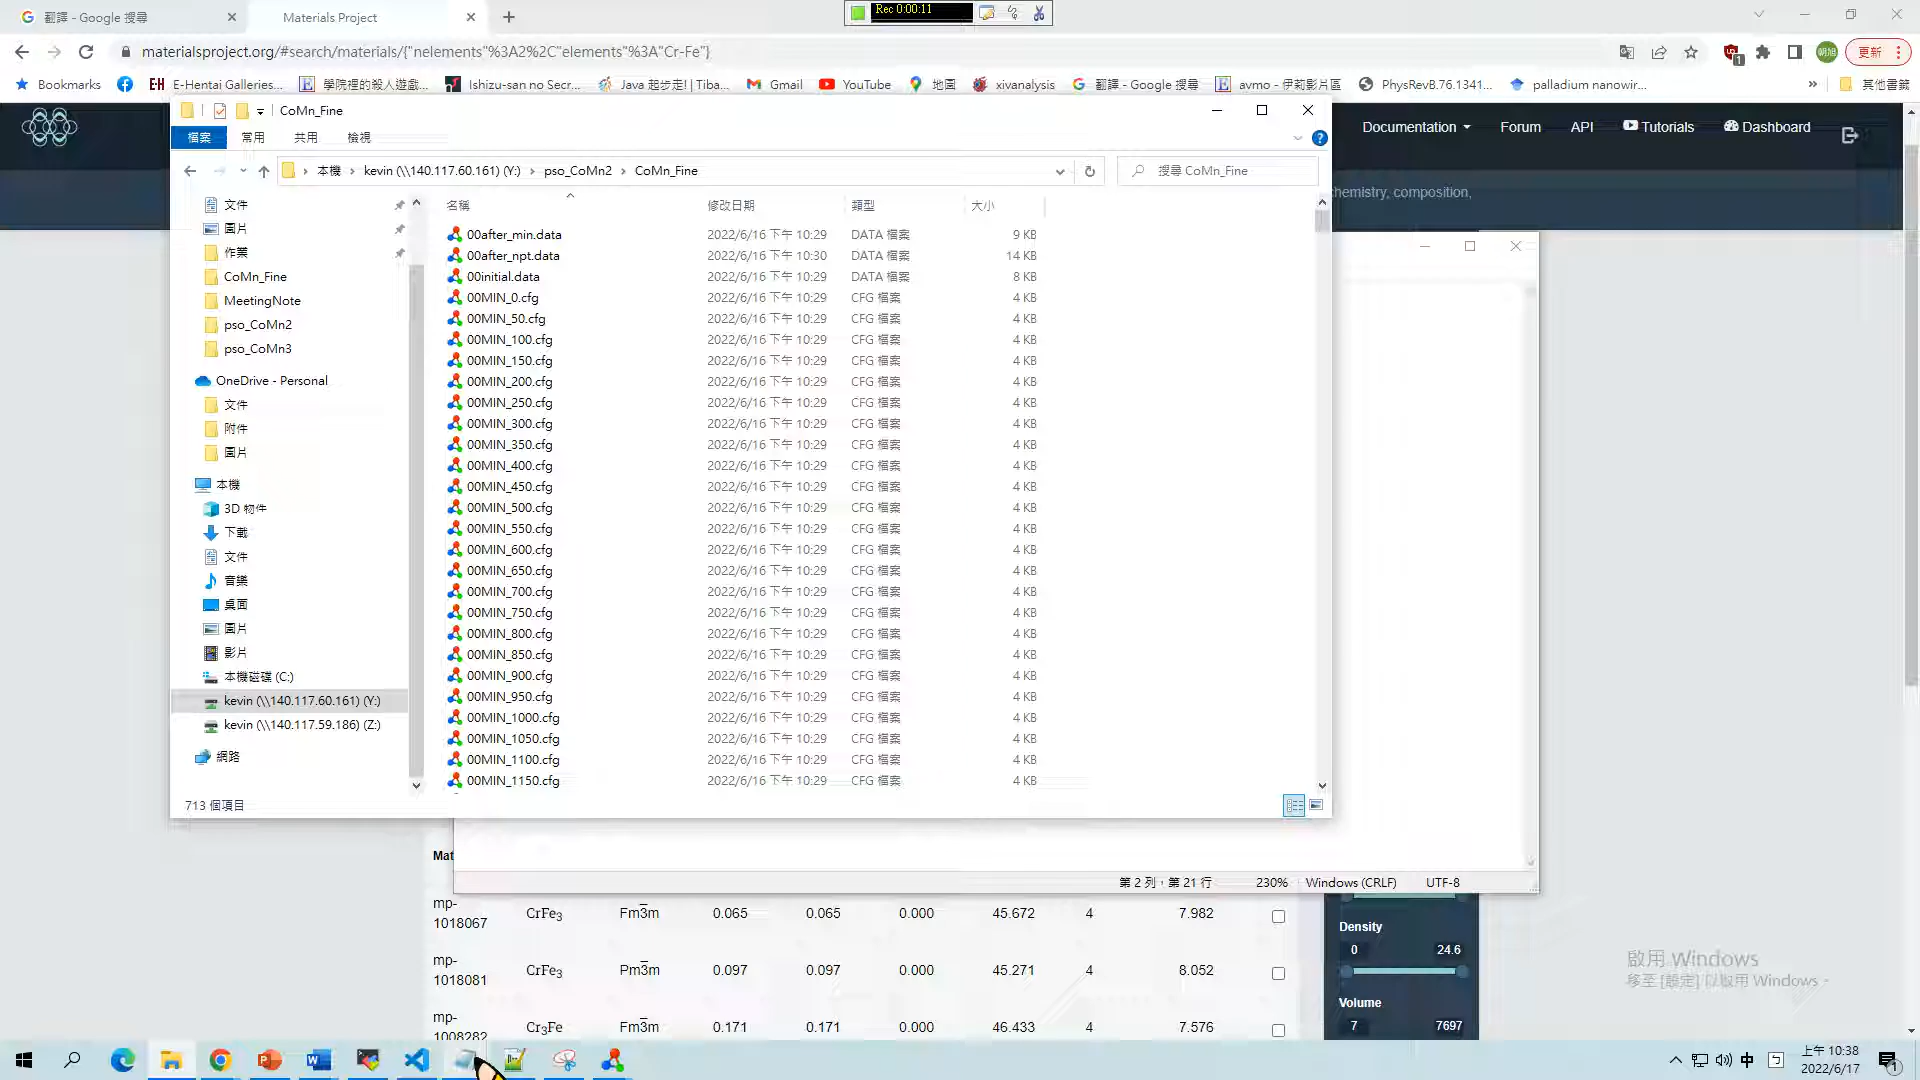 翻譯 - Google 搜尋
Materials Project
Rec 0:00:11
materialsproject.org/#search/materials/{"nelements"%3A2%2C"elements"%3A"Cr-Fe"}
更新
Bookmarks
E-Hentai Galleries...
學院裡的殺人遊戲...
Ishizu-san no Secr...
Java 起步走! | Tiba...
Gmail
YouTube
地圖
xivanalysis
翻譯 - Google 搜尋
avmo - 伊莉影片區
PhysRevB.76.1341...
palladium nanowir...
»
其他書籤
CoMn_Fine
檔案
常用
共用
檢視
Documentation
Forum
API
Tutorials
Dashboard
本機 › kevin (\\140.117.60.161) (Y:) › pso_CoMn2 › CoMn_Fine
搜尋 CoMn_Fine
chemistry, composition,
文件
圖片
作業
CoMn_Fine
MeetingNote
pso_CoMn2
pso_CoMn3
OneDrive - Personal
文件
附件
圖片
本機
3D 物件
下載
文件
音樂
桌面
圖片
影片
本機磁碟 (C:)
kevin (\\140.117.60.161) (Y:)
kevin (\\140.117.59.186) (Z:)
網路
名稱 修改日期 類型 大小
00after_min.data 2022/6/16 下午 10:29 DATA 檔案 9 KB
00after_npt.data 2022/6/16 下午 10:30 DATA 檔案 14 KB
00initial.data 2022/6/16 下午 10:29 DATA 檔案 8 KB
00MIN_0.cfg 2022/6/16 下午 10:29 CFG 檔案 4 KB
00MIN_50.cfg 2022/6/16 下午 10:29 CFG 檔案 4 KB
00MIN_100.cfg 2022/6/16 下午 10:29 CFG 檔案 4 KB
00MIN_150.cfg 2022/6/16 下午 10:29 CFG 檔案 4 KB
00MIN_200.cfg 2022/6/16 下午 10:29 CFG 檔案 4 KB
00MIN_250.cfg 2022/6/16 下午 10:29 CFG 檔案 4 KB
00MIN_300.cfg 2022/6/16 下午 10:29 CFG 檔案 4 KB
00MIN_350.cfg 2022/6/16 下午 10:29 CFG 檔案 4 KB
00MIN_400.cfg 2022/6/16 下午 10:29 CFG 檔案 4 KB
00MIN_450.cfg 2022/6/16 下午 10:29 CFG 檔案 4 KB
00MIN_500.cfg 2022/6/16 下午 10:29 CFG 檔案 4 KB
00MIN_550.cfg 2022/6/16 下午 10:29 CFG 檔案 4 KB
00MIN_600.cfg 2022/6/16 下午 10:29 CFG 檔案 4 KB
00MIN_650.cfg 2022/6/16 下午 10:29 CFG 檔案 4 KB
00MIN_700.cfg 2022/6/16 下午 10:29 CFG 檔案 4 KB
00MIN_750.cfg 2022/6/16 下午 10:29 CFG 檔案 4 KB
00MIN_800.cfg 2022/6/16 下午 10:29 CFG 檔案 4 KB
00MIN_850.cfg 2022/6/16 下午 10:29 CFG 檔案 4 KB
00MIN_900.cfg 2022/6/16 下午 10:29 CFG 檔案 4 KB
00MIN_950.cfg 2022/6/16 下午 10:29 CFG 檔案 4 KB
00MIN_1000.cfg 2022/6/16 下午 10:29 CFG 檔案 4 KB
00MIN_1050.cfg 2022/6/16 下午 10:29 CFG 檔案 4 KB
00MIN_1100.cfg 2022/6/16 下午 10:29 CFG 檔案 4 KB
00MIN_1150.cfg 2022/6/16 下午 10:29 CFG 檔案 4 KB
713 個項目
Mat
第 2 列，第 21 行 230% Windows (CRLF) UTF-8
mp-
1018067 CrFe3 Fm3̅m 0.065 0.065 0.000 45.672 4 7.982
mp-
1018081 CrFe3 Pm3̅m 0.097 0.097 0.000 45.271 4 8.052
mp-
1008282 Cr3Fe Fm3̅m 0.171 0.171 0.000 46.433 4 7.576
Density
0 24.6
Volume
7 7697
啟用 Windows
移至 [設定] 以啟用 Windows。
中
上午 10:38
2022/6/17